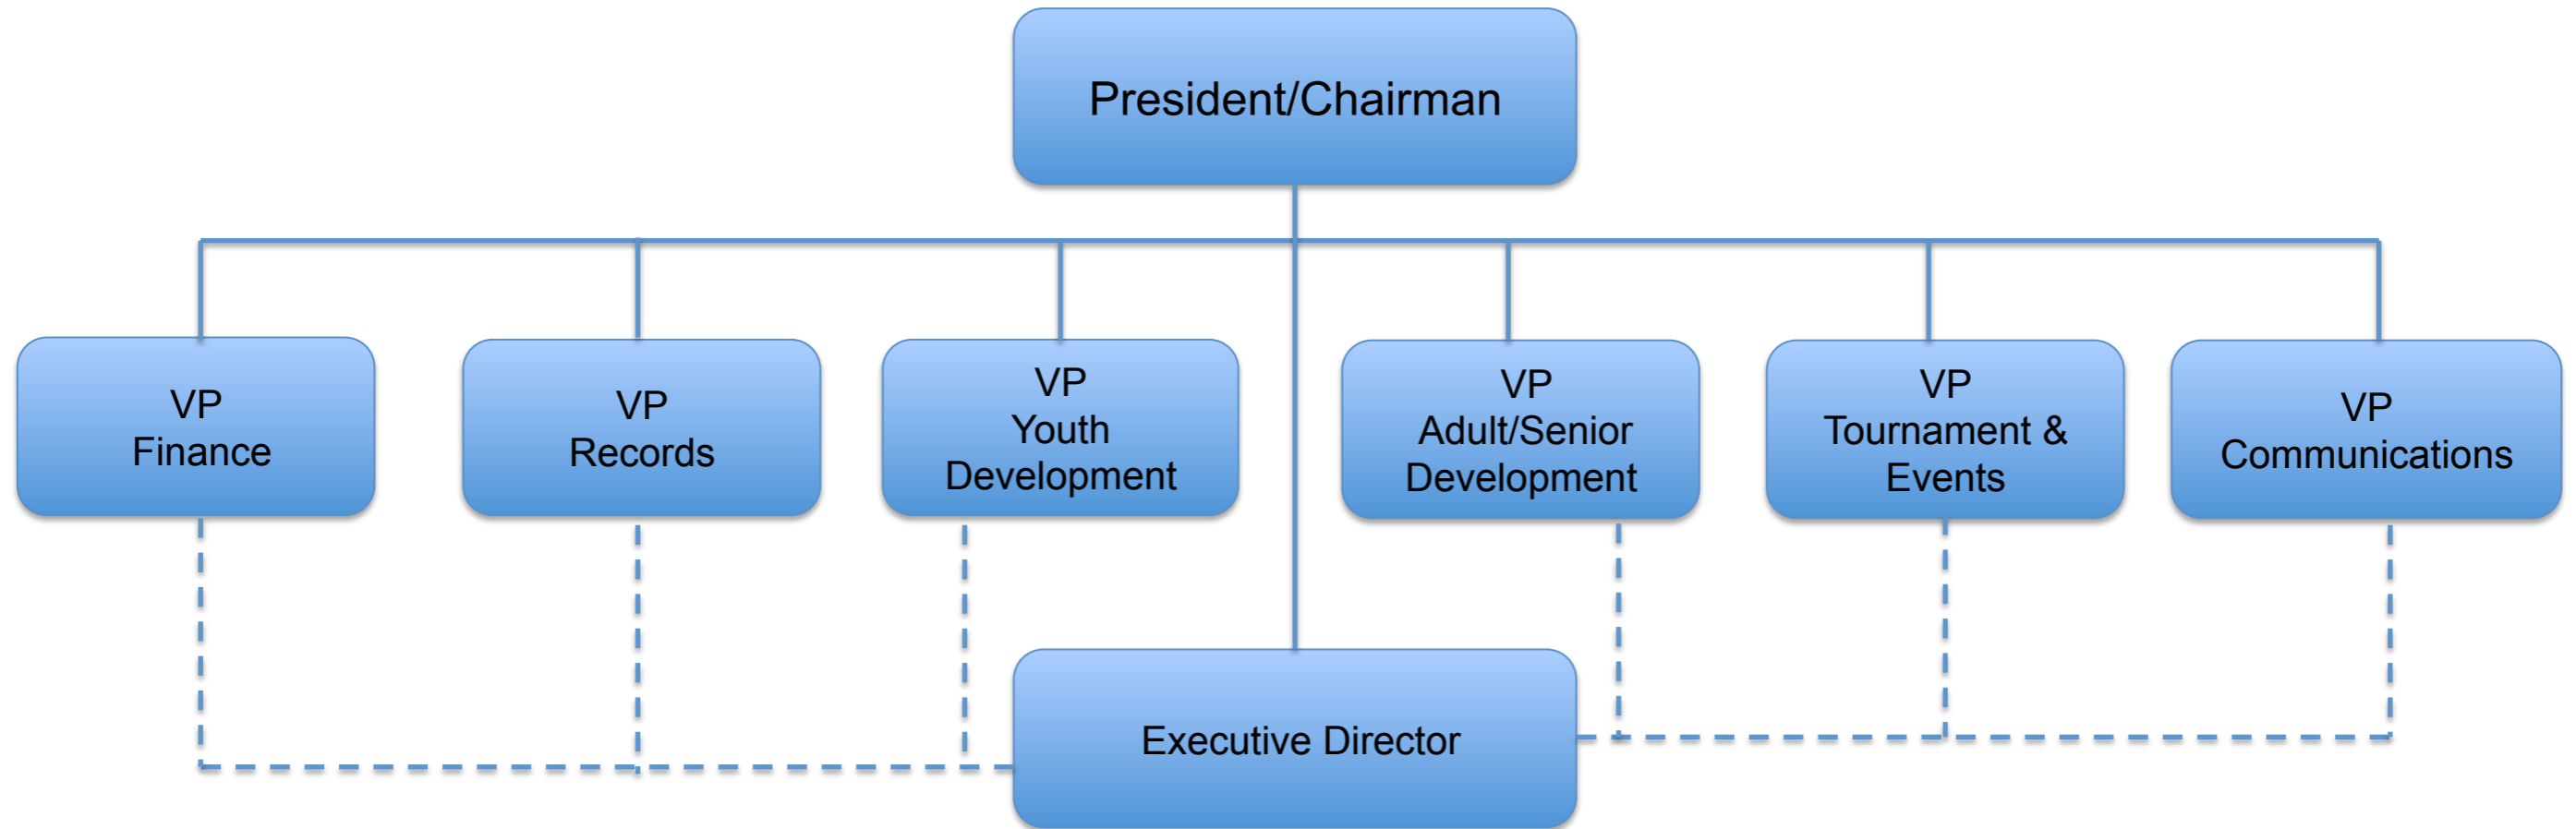 President/Chairman
VP
Finance
VP
Records
VP
Youth
Development
VP
Adult/Senior
Development
VP
Tournament &
Events
VP
Communications
Executive Director